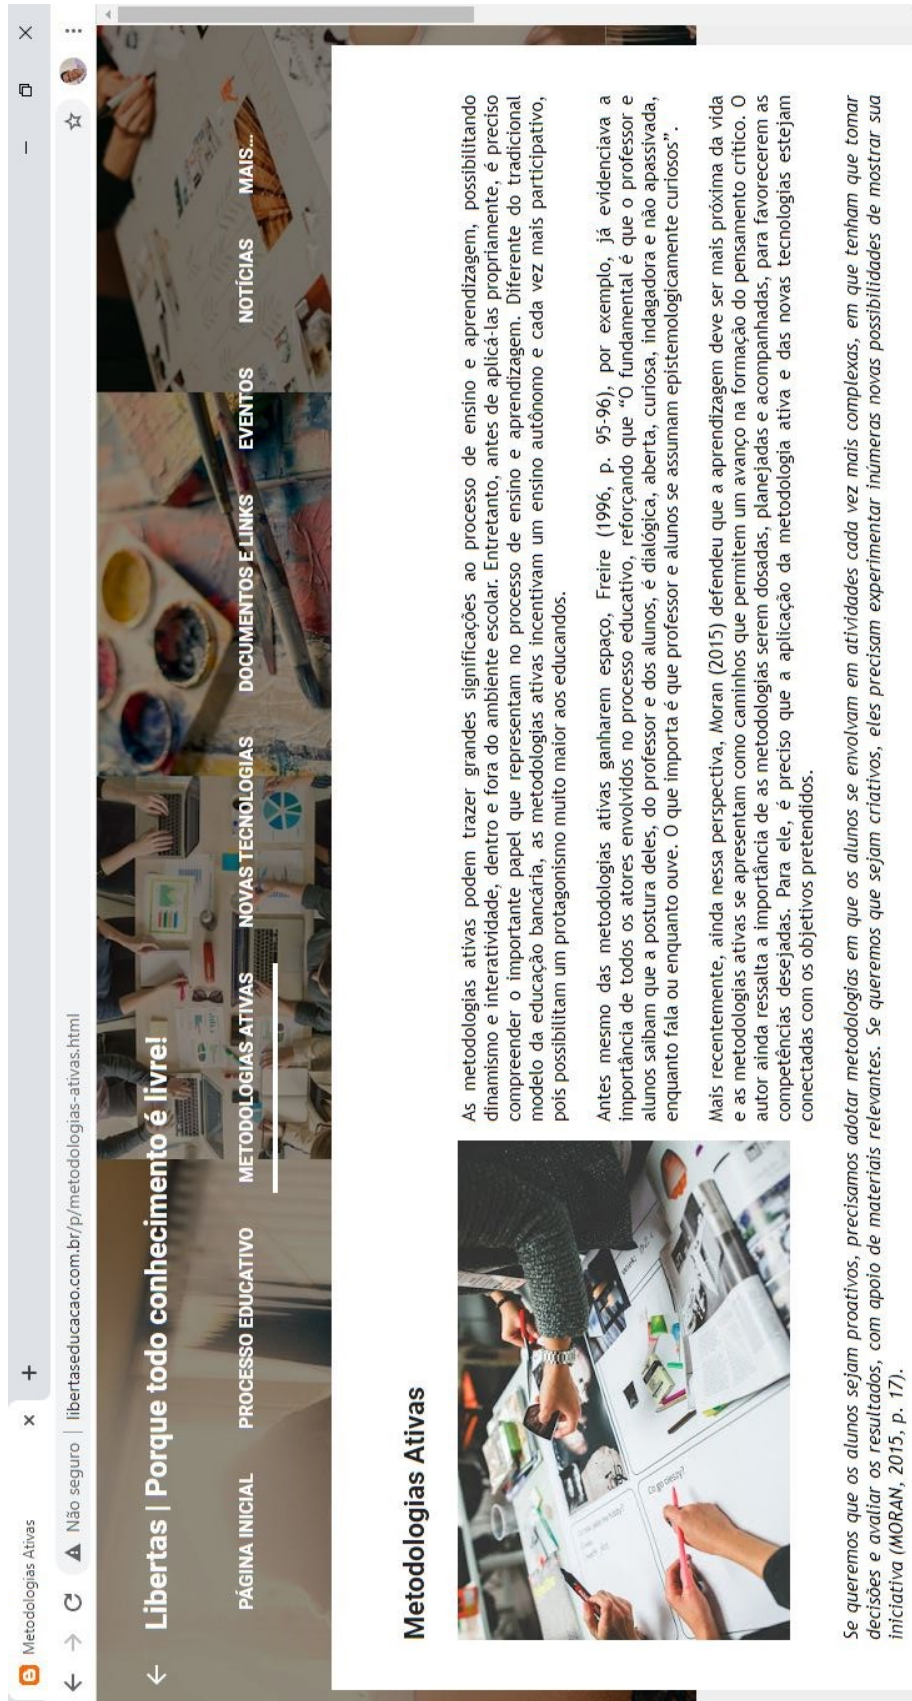 Metodologias Ativas
Não seguro | libertaseducacao.com.br/p/metodologias-ativas.html
Libertas | Porque todo conhecimento é livre!
PÁGINA INICIAL PROCESSO EDUCATIVO METODOLOGIAS ATIVAS NOVAS TECNOLOGIAS DOCUMENTOS E LINKS EVENTOS NOTÍCIAS MAIS...
Metodologias Ativas
As metodologias ativas podem trazer grandes significações ao processo de ensino e aprendizagem, possibilitando
dinamismo e interatividade, dentro e fora do ambiente escolar. Entretanto, antes de aplicá-las propriamente, é preciso
compreender o importante papel que representam no processo de ensino e aprendizagem. Diferente do tradicional
modelo da educação bancária, as metodologias ativas incentivam um ensino autônomo e cada vez mais participativo,
pois possibilitam um protagonismo muito maior aos educandos.
Antes mesmo das metodologias ativas ganharem espaço, Freire (1996, p. 95-96), por exemplo, já evidenciava a
importância de todos os atores envolvidos no processo educativo, reforçando que “O fundamental é que o professor e
alunos saibam que a postura deles, do professor e dos alunos, é dialógica, aberta, curiosa, indagadora e não apassivada,
enquanto fala ou enquanto ouve. O que importa é que professor e alunos se assumam epistemologicamente curiosos”.
Mais recentemente, ainda nessa perspectiva, Moran (2015) defendeu que a aprendizagem deve ser mais próxima da vida
e as metodologias ativas se apresentam como caminhos que permitem um avanço na formação do pensamento crítico. O
autor ainda ressalta a importância de as metodologias serem dosadas, planejadas e acompanhadas, para favorecerem as
competências desejadas. Para ele, é preciso que a aplicação da metodologia ativa e das novas tecnologias estejam
conectadas com os objetivos pretendidos.
Co go cieszy?
Se queremos que os alunos sejam proativos, precisamos adotar metodologias em que os alunos se envolvam em atividades cada vez mais complexas, em que tenham que tomar
decisões e avaliar os resultados, com apoio de materiais relevantes. Se queremos que sejam criativos, eles precisam experimentar inúmeras novas possibilidades de mostrar sua
iniciativa (MORAN, 2015, p. 17).